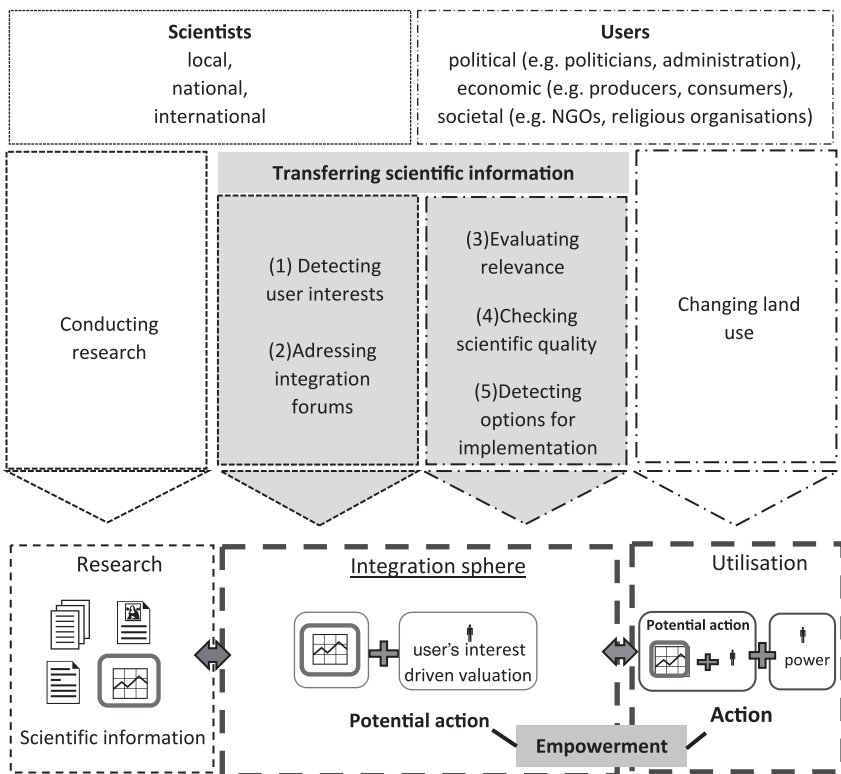 Scientists
local,
national,
international
Users
political (e.g. politicians, administration),
economic (e.g. producers, consumers),
societal (e.g. NGOs, religious organisations)
Transferring scientific information
Conducting
research
(1) Detecting
user interests
(2)Adressing
integration
forums
(3)Evaluating
relevance
(4)Checking
scientific quality
(5)Detecting
options for
implementation
Changing land
use
Research
Scientific information
Integration sphere
user's interest
driven valuation
Potential action
Empowerment
Utilisation
Potential action
power
Action